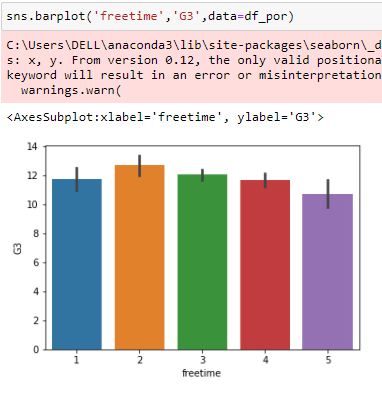 sns.barplot('freetime','G3',data=df_por)
C:\Users\DELL\anaconda3\lib\site-packages\seaborn\_d
s: x, y. From version 0.12, the only valid positiona
keyword will result in an error or misinterpretation
warnings.warn(
<AxesSubplot:xlabel='freetime', ylabel='G3'>
14
12
10
8
6
4
2
0
G3
1 2 3 4 5
freetime